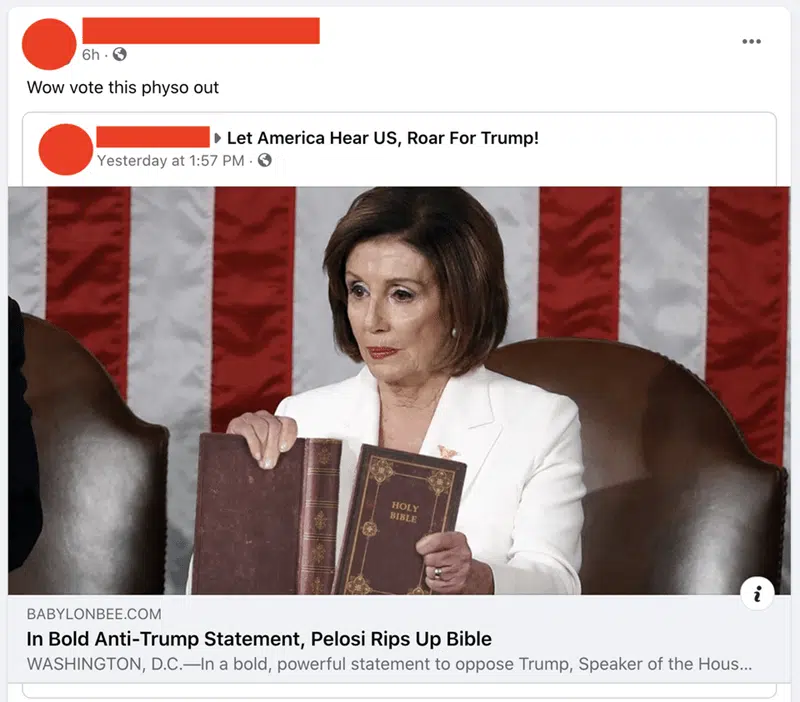 6h ·
Wow vote this physo out
Let America Hear US, Roar For Trump!
Yesterday at 1:57 PM ·
HOLY
BIBLE
BABYLONBEE.COM
In Bold Anti-Trump Statement, Pelosi Rips Up Bible
WASHINGTON, D.C.—In a bold, powerful statement to oppose Trump, Speaker of the Hous...